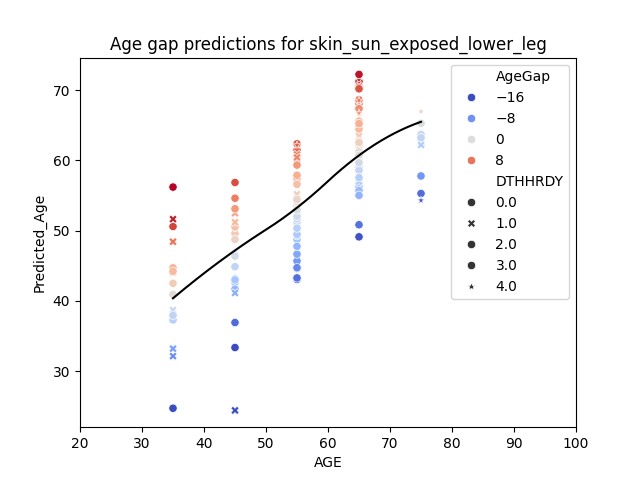 Age gap predictions for skin_sun_exposed_lower_leg
Predicted_Age
70
60
50
40
30
20 30 40 50 60 70 80 90 100
AGE
AgeGap
−16
−8
0
8
DTHHRDY
0.0
1.0
2.0
3.0
4.0